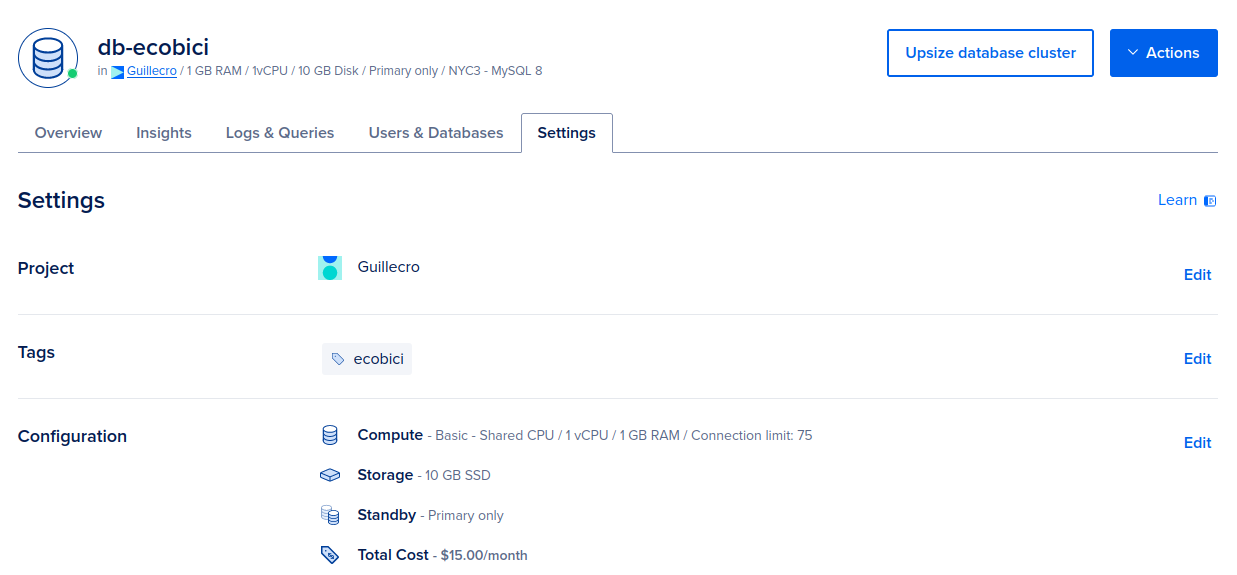 db-ecobici
in Guillecro / 1 GB RAM / 1vCPU / 10 GB Disk / Primary only / NYC3 - MySQL 8
Upsize database cluster
Actions
Overview Insights Logs & Queries Users & Databases Settings
Settings
Learn
Project Guillecro Edit
Tags ecobici Edit
Configuration Compute - Basic - Shared CPU / 1 vCPU / 1 GB RAM / Connection limit: 75 Edit
Storage - 10 GB SSD
Standby - Primary only
Total Cost - $15.00/month